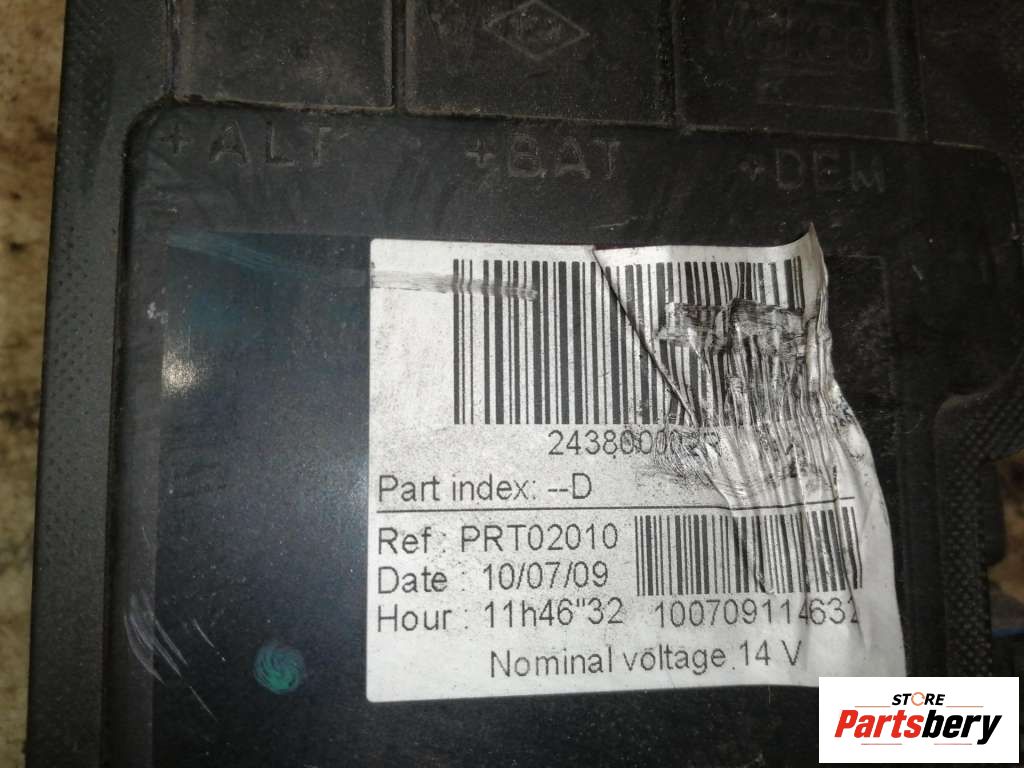 +ALT +BAT +DEM
Part index: --D
Ref : PRT02010
Date : 10/07/09
Hour : 11h46"32 100709114632
Nominal voltage 14 V
STORE
Partsbery